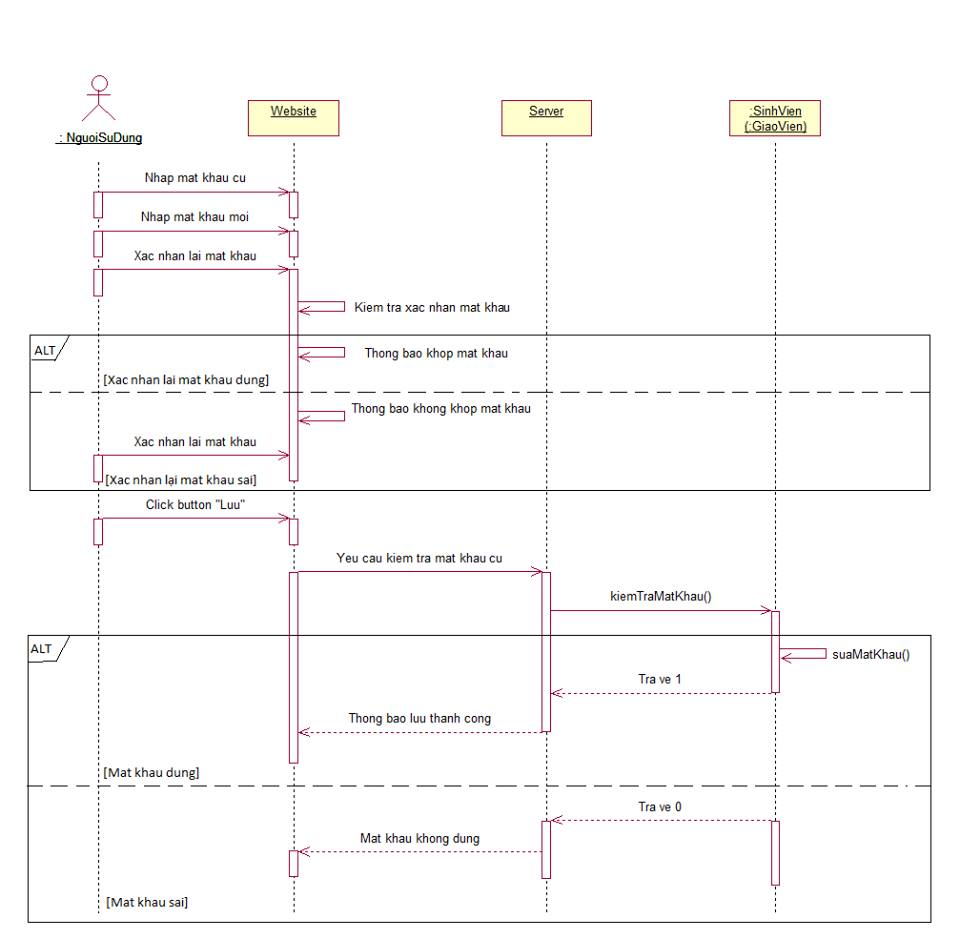 : NguoiSuDung
Website
Server
:SinhVien
(:GiaoVien)
Nhap mat khau cu
Nhap mat khau moi
Xac nhan lai mat khau
Kiem tra xac nhan mat khau
ALT
Thong bao khop mat khau
[Xac nhan lai mat khau dung]
Thong bao khong khop mat khau
Xac nhan lai mat khau
[Xac nhan lại mat khau sai]
Click button "Luu"
Yeu cau kiem tra mat khau cu
kiemTraMatKhau()
ALT
suaMatKhau()
Tra ve 1
Thong bao luu thanh cong
[Mat khau dung]
Tra ve 0
Mat khau khong dung
[Mat khau sai]